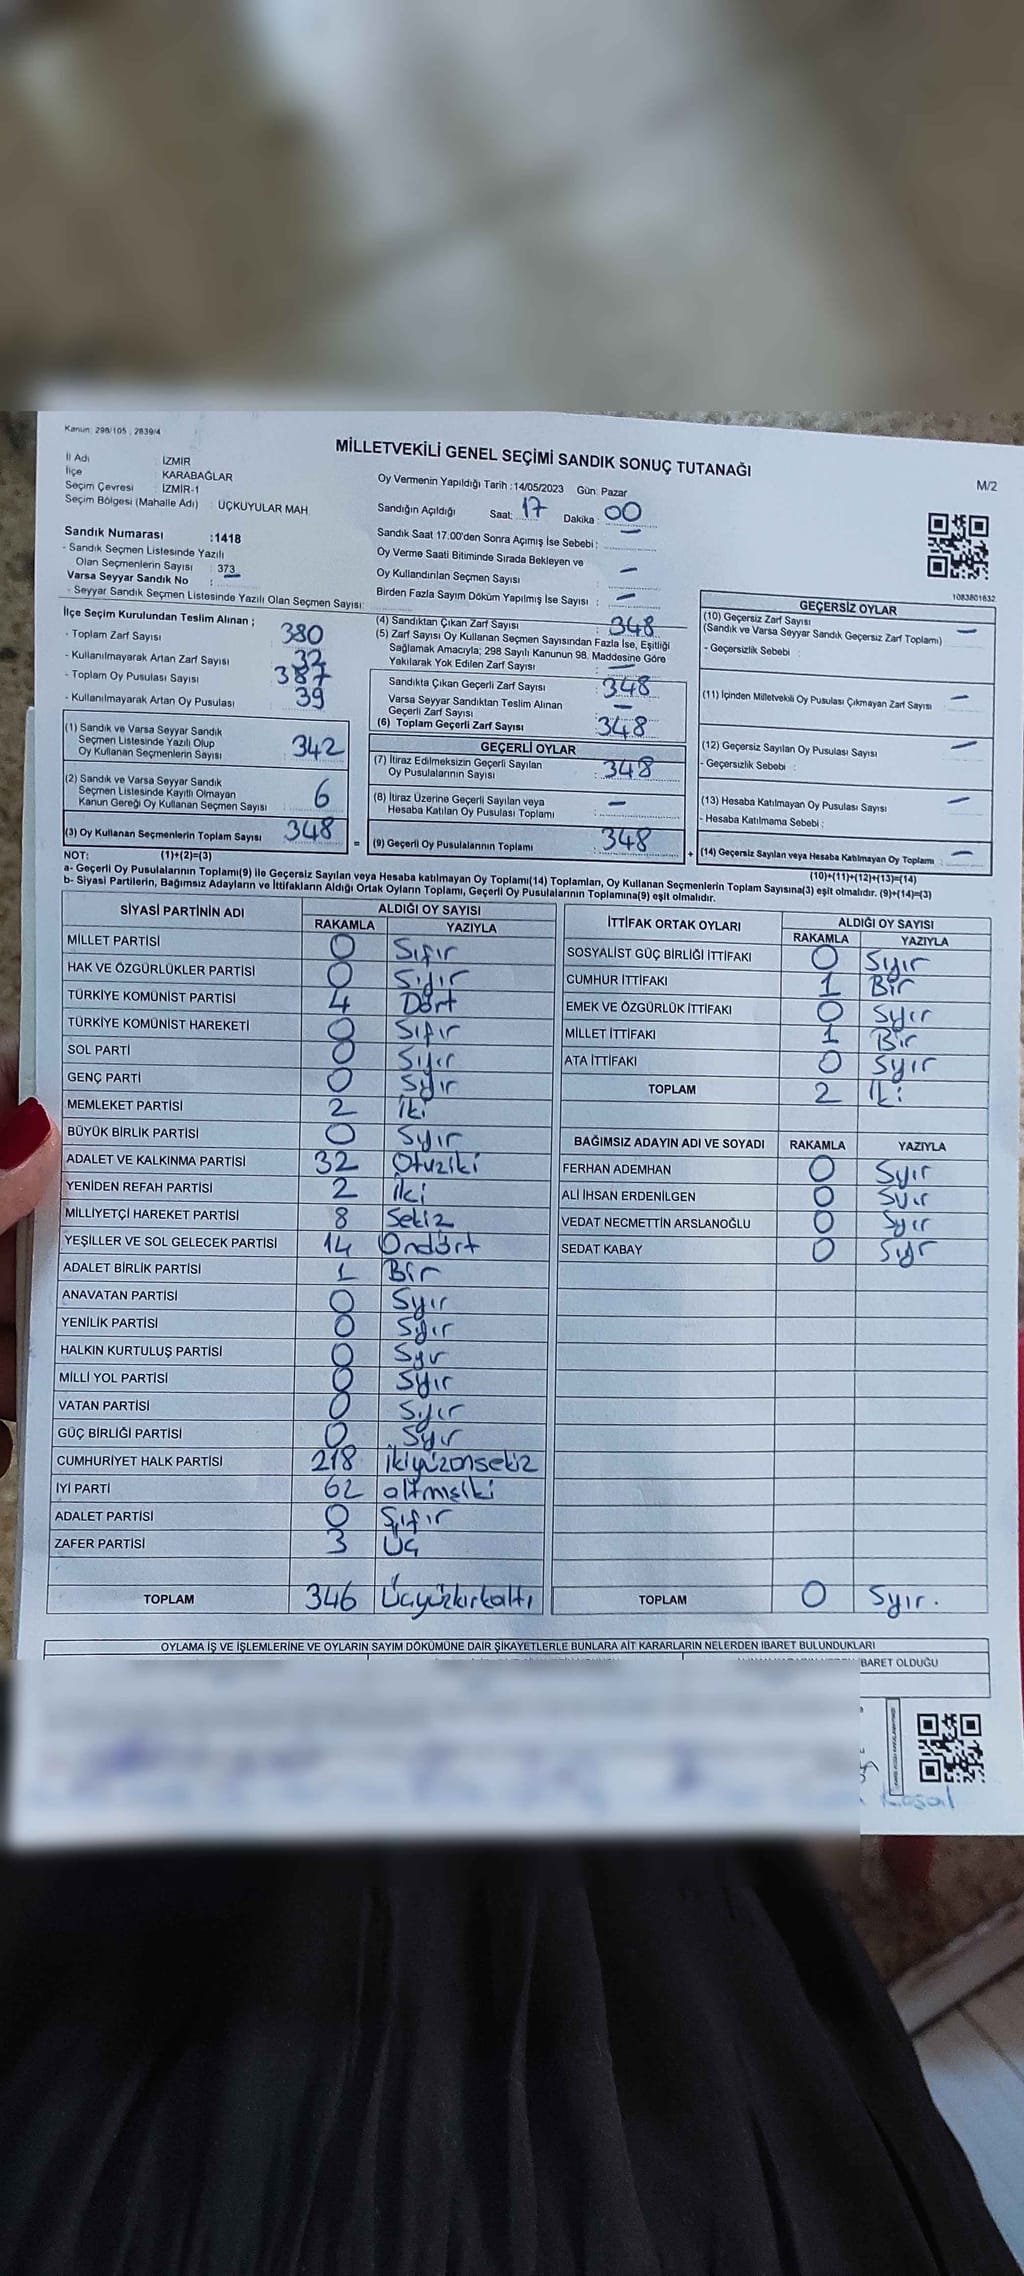 Kanun: 298/105 , 2839/4
MİLLETVEKİLİ GENEL SEÇİMİ SANDIK SONUÇ TUTANAĞI
M/2
İl Adı : İZMİR
İlçe : KARABAĞLAR
Seçim Çevresi : İZMİR-1
Seçim Bölgesi (Mahalle Adı) : ÜÇKUYULAR MAH.
Sandık Numarası :1418
- Sandık Seçmen Listesinde Yazılı
Olan Seçmenlerin Sayısı : 373
Varsa Seyyar Sandık No :
- Seyyar Sandık Seçmen Listesinde Yazılı Olan Seçmen Sayısı:
Oy Vermenin Yapıldığı Tarih :14/05/2023 Gün: Pazar
Sandığın Açıldığı Saat: 17 Dakika : 00
Sandık Saat 17:00'den Sonra Açımış İse Sebebi : —
Oy Verme Saati Bitiminde Sırada Bekleyen ve
Oy Kullandırılan Seçmen Sayısı : —
Birden Fazla Sayım Döküm Yapılmış İse Sayısı : —
1083801632
İlçe Seçim Kurulundan Teslim Alınan ;
- Toplam Zarf Sayısı : 380
- Kullanılmayarak Artan Zarf Sayısı : 32
- Toplam Oy Pusulası Sayısı : 387
- Kullanılmayarak Artan Oy Pusulası : 39
(1) Sandık ve Varsa Seyyar Sandık
Seçmen Listesinde Yazılı Olup
Oy Kullanan Seçmenlerin Sayısı : 342
(2) Sandık ve Varsa Seyyar Sandık
Seçmen Listesinde Kayıtlı Olmayan
Kanun Gereği Oy Kullanan Seçmen Sayısı : 6
(3) Oy Kullanan Seçmenlerin Toplam Sayısı : 348
(4) Sandıktan Çıkan Zarf Sayısı : 348
(5) Zarf Sayısı Oy Kullanan Seçmen Sayısından Fazla İse, Eşitliği
Sağlamak Amacıyla; 298 Sayılı Kanunun 98. Maddesine Göre
Yakılarak Yok Edilen Zarf Sayısı : —
Sandıkta Çıkan Geçerli Zarf Sayısı : 348
Varsa Seyyar Sandıktan Teslim Alınan
Geçerli Zarf Sayısı : —
(6) Toplam Geçerli Zarf Sayısı : 348
GEÇERLİ OYLAR
(7) İtiraz Edilmeksizin Geçerli Sayılan
Oy Pusulalarının Sayısı : 348
(8) İtiraz Üzerine Geçerli Sayılan veya
Hesaba Katılan Oy Pusulası Toplamı : —
= (9) Geçerli Oy Pusulalarının Toplamı : 348
GEÇERSİZ OYLAR
(10) Geçersiz Zarf Sayısı : —
(Sandık ve Varsa Seyyar Sandık Geçersiz Zarf Toplamı)
- Geçersizlik Sebebi :
(11) İçinden Milletvekili Oy Pusulası Çıkmayan Zarf Sayısı : —
(12) Geçersiz Sayılan Oy Pusulası Sayısı : —
- Geçersizlik Sebebi :
(13) Hesaba Katılmayan Oy Pusulası Sayısı : —
- Hesaba Katılmama Sebebi :
+ (14) Geçersiz Sayılan veya Hesaba Katılmayan Oy Toplamı : —
NOT: (1)+(2)=(3)
(10)+(11)+(12)+(13)=(14)
a- Geçerli Oy Pusulalarının Toplamı(9) ile Geçersiz Sayılan veya Hesaba katılmayan Oy Toplamı(14) Toplamları, Oy Kullanan Seçmenlerin Toplam Sayısına(3) eşit olmalıdır. (9)+(14)=(3)
b- Siyasi Partilerin, Bağımsız Adayların ve İttifakların Aldığı Ortak Oyların Toplamı, Geçerli Oy Pusulalarının Toplamına(9) eşit olmalıdır.
SİYASİ PARTİNİN ADI ALDIĞI OY SAYISI
RAKAMLA YAZIYLA
MİLLET PARTİSİ 0 Sıfır
HAK VE ÖZGÜRLÜKLER PARTİSİ 0 Sıfır
TÜRKİYE KOMÜNİST PARTİSİ 4 Dört
TÜRKİYE KOMÜNİST HAREKETİ 0 Sıfır
SOL PARTİ 0 Sıfır
GENÇ PARTİ 0 Sıfır
MEMLEKET PARTİSİ 2 İki
BÜYÜK BİRLİK PARTİSİ 0 Sıfır
ADALET VE KALKINMA PARTİSİ 32 Otuziki
YENİDEN REFAH PARTİSİ 2 İki
MİLLİYETÇİ HAREKET PARTİSİ 8 Sekiz
YEŞİLLER VE SOL GELECEK PARTİSİ 14 Ondört
ADALET BİRLİK PARTİSİ 1 Bir
ANAVATAN PARTİSİ 0 Sıfır
YENİLİK PARTİSİ 0 Sıfır
HALKIN KURTULUŞ PARTİSİ 0 Sıfır
MİLLİ YOL PARTİSİ 0 Sıfır
VATAN PARTİSİ 0 Sıfır
GÜÇ BİRLİĞİ PARTİSİ 0 Sıfır
CUMHURİYET HALK PARTİSİ 218 ikiyüzonsekiz
İYİ PARTİ 62 altmışiki
ADALET PARTİSİ 0 Sıfır
ZAFER PARTİSİ 3 Üç
TOPLAM 346 Üçyüzkırkaltı
İTTİFAK ORTAK OYLARI ALDIĞI OY SAYISI
RAKAMLA YAZIYLA
SOSYALİST GÜÇ BİRLİĞİ İTTİFAKI 0 Sıfır
CUMHUR İTTİFAKI 1 Bir
EMEK VE ÖZGÜRLÜK İTTİFAKI 0 Sıfır
MİLLET İTTİFAKI 1 Bir
ATA İTTİFAKI 0 Sıfır
TOPLAM 2 İki
BAĞIMSIZ ADAYIN ADI VE SOYADI RAKAMLA YAZIYLA
FERHAN ADEMHAN 0 Sıfır
ALİ İHSAN ERDENİLGEN 0 Sıfır
VEDAT NECMETTİN ARSLANOĞLU 0 Sıfır
SEDAT KABAY 0 Sıfır
TOPLAM 0 Sıfır.
OYLAMA İŞ VE İŞLEMLERİNE VE OYLARIN SAYIM DÖKÜMÜNE DAİR ŞİKAYETLERLE BUNLARA AİT KARARLARIN NELERDEN İBARET BULUNDUKLARI
BARET OLDUĞU